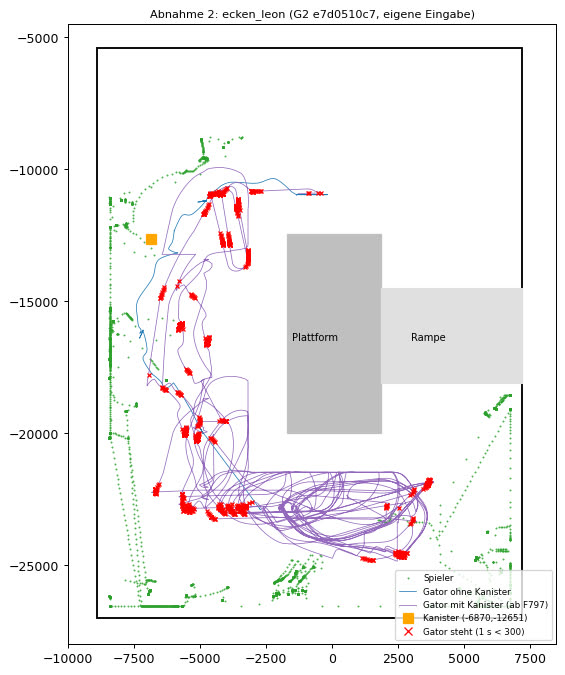 Abnahme 2: ecken_leon (G2 e7d0510c7, eigene Eingabe)
−5000
−10000
−15000
−20000
−25000
Plattform
Rampe
Spieler
Gator ohne Kanister
Gator mit Kanister (ab F797)
Kanister (-6870,-12651)
Gator steht (1 s < 300)
−10000 −7500 −5000 −2500 0 2500 5000 7500